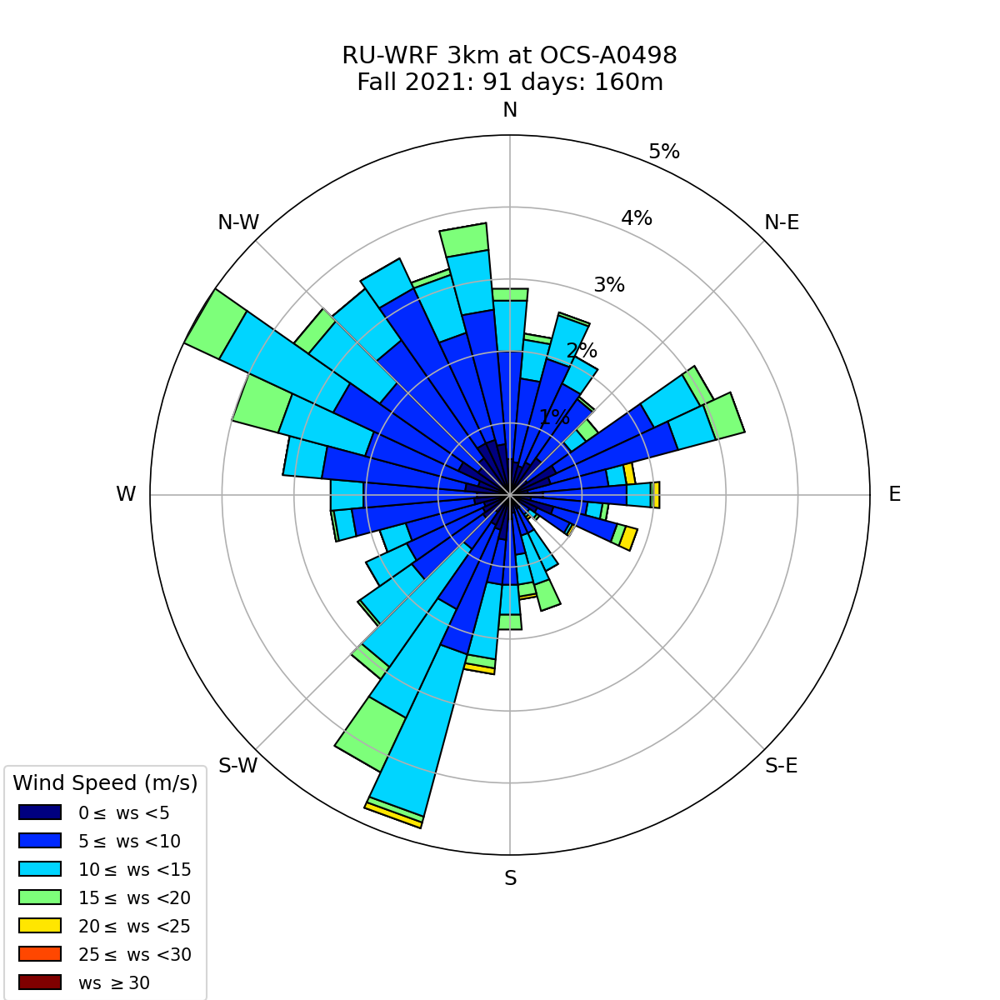 RU-WRF 3km at OCS-A0498
Fall 2021: 91 days: 160m
N
5%
4%
N-W
N-E
3%
2%
1%
W
E
S-W
S-E
S
Wind Speed (m/s)
0≤ ws <5
5≤ ws <10
10≤ ws <15
15≤ ws <20
20≤ ws <25
25≤ ws <30
ws ≥30